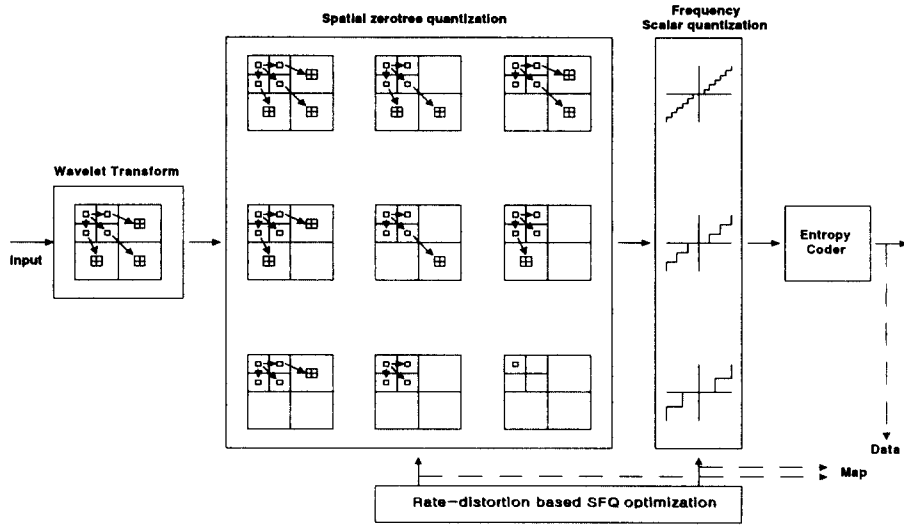 Spatial zerotree quantization
Frequency
Scalar quantization
Wavelet Transform
Input
Entropy
Coder
Data
Map
Rate-distortion based SFQ optimization